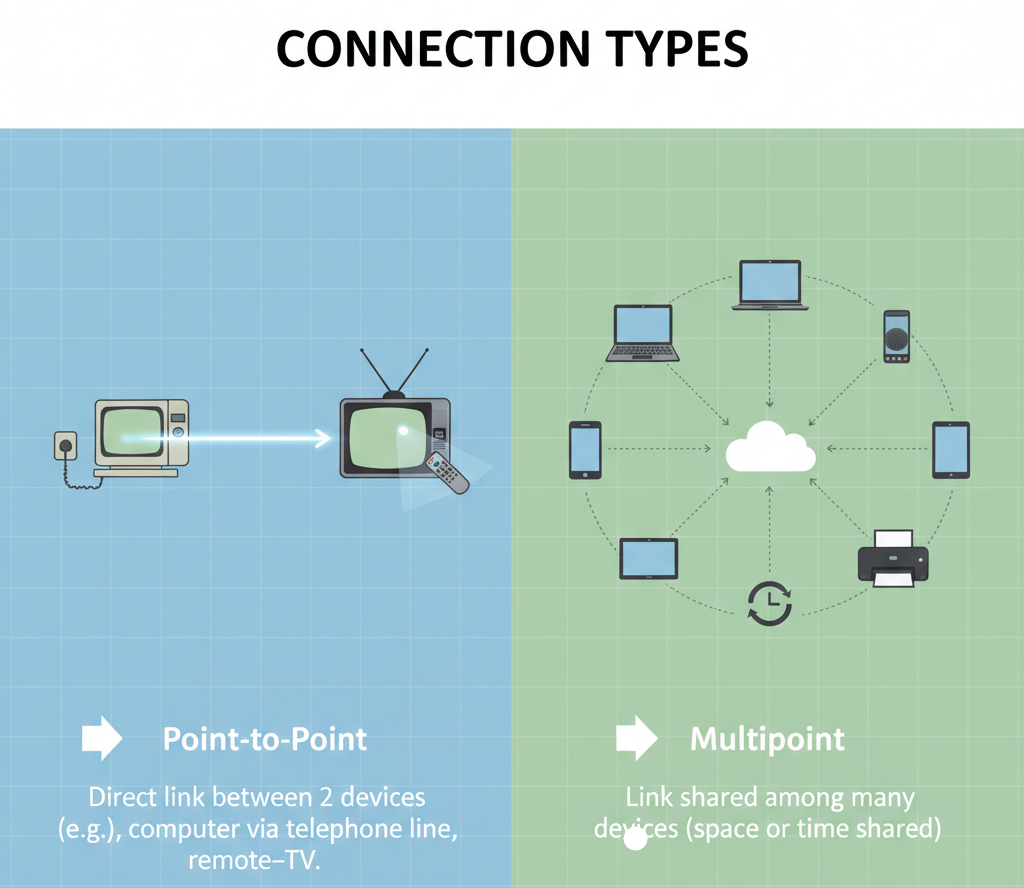 CONNECTION TYPES
Point-to-Point
Direct link between 2 devices
(e.g.), computer via telephone line,
remote–TV.
Multipoint
Link shared among many
devices (space or time shared)